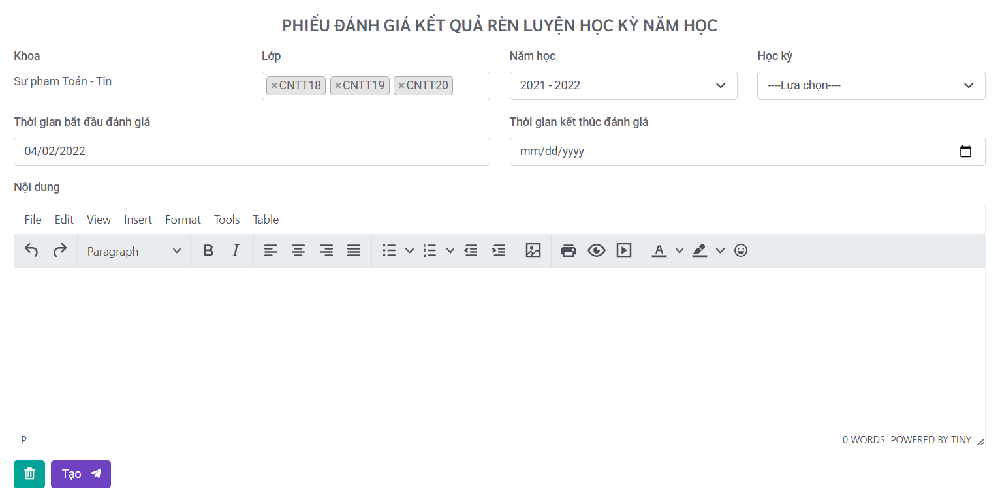 PHIẾU ĐÁNH GIÁ KẾT QUẢ RÈN LUYỆN HỌC KỲ NĂM HỌC
Khoa Lớp Năm học Học kỳ
Sư phạm Toán - Tin ×CNTT18 ×CNTT19 ×CNTT20 2021 - 2022 ----Lựa chọn----
Thời gian bắt đầu đánh giá Thời gian kết thúc đánh giá
04/02/2022 mm/dd/yyyy
Nội dung
File Edit View Insert Format Tools Table
Paragraph B I A
P 0 WORDS POWERED BY TINY
Tạo